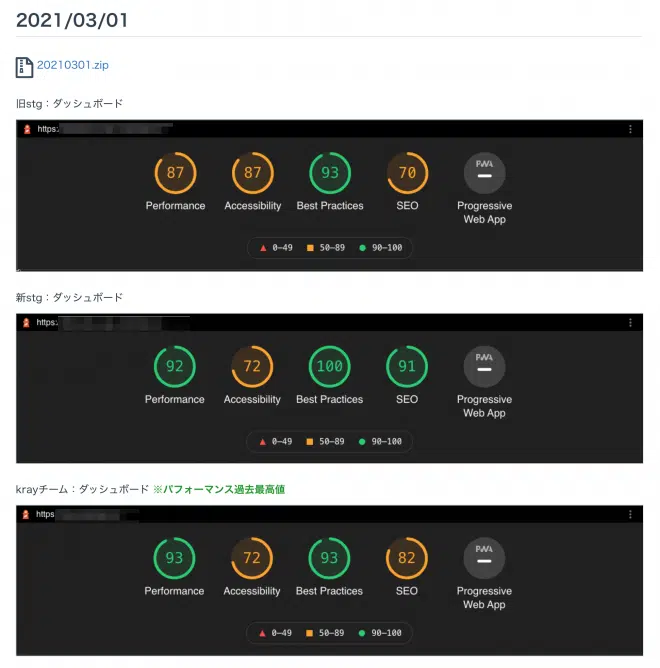 2021/03/01
20210301.zip
旧stg：ダッシュボード
https:
87 87 93 70 PWA
Performance Accessibility Best Practices SEO Progressive
Web App
0–49 50–89 90–100
新stg：ダッシュボード
https:
92 72 100 91 PWA
Performance Accessibility Best Practices SEO Progressive
Web App
0–49 50–89 90–100
krayチーム：ダッシュボード ※パフォーマンス過去最高値
https
93 72 93 82 PWA
Performance Accessibility Best Practices SEO Progressive
Web App
0–49 50–89 90–100